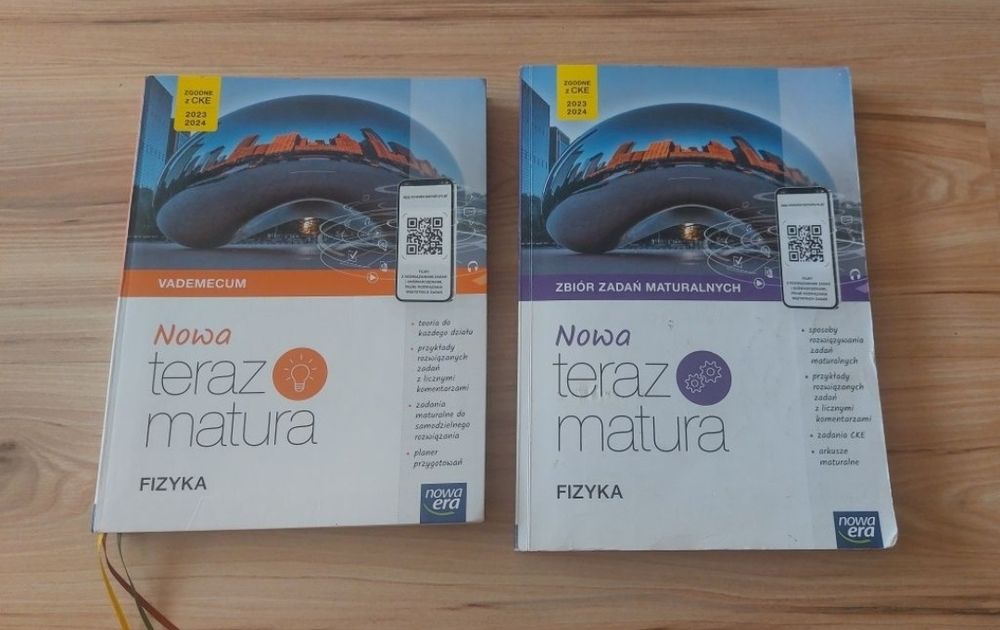 ZGODNE
z CKE
2023
2024
VADEMECUM
Nowa
teraz
matura
FIZYKA
• teoria do
każdego działu
• przykłady
rozwiązanych
zadań
z licznymi
komentarzami
• zadania
maturalne do
samodzielnego
rozwiązania
• planer
przygotowań
nowa
era
ZGODNE
z CKE
2023
2024
ZBIÓR ZADAŃ MATURALNYCH
Nowa
teraz
matura
FIZYKA
• sposoby
rozwiązywania
zadań
maturalnych
• przykłady
rozwiązanych
zadań
z licznymi
komentarzami
• zadania CKE
• arkusze
maturalne
nowa
era